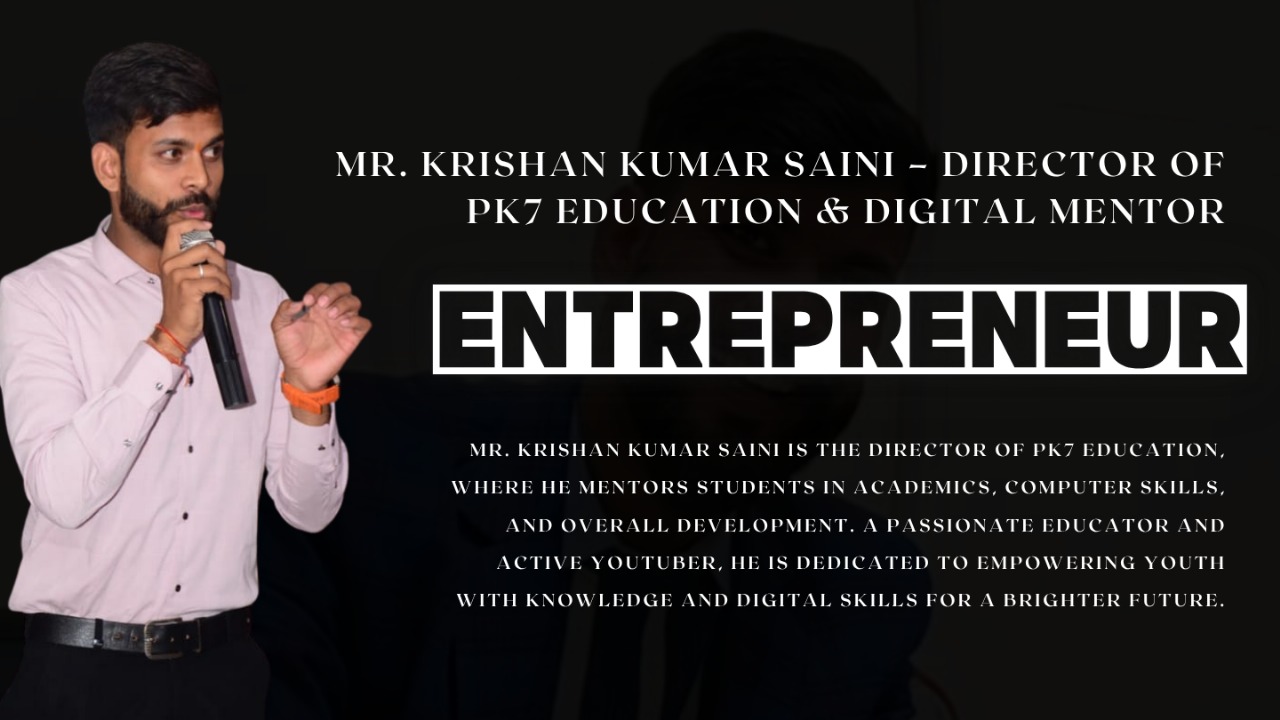 MR. KRISHAN KUMAR SAINI – DIRECTOR OF
PK7 EDUCATION & DIGITAL MENTOR
ENTREPRENEUR
MR. KRISHAN KUMAR SAINI IS THE DIRECTOR OF PK7 EDUCATION,
WHERE HE MENTORS STUDENTS IN ACADEMICS, COMPUTER SKILLS,
AND OVERALL DEVELOPMENT. A PASSIONATE EDUCATOR AND
ACTIVE YOUTUBER, HE IS DEDICATED TO EMPOWERING YOUTH
WITH KNOWLEDGE AND DIGITAL SKILLS FOR A BRIGHTER FUTURE.